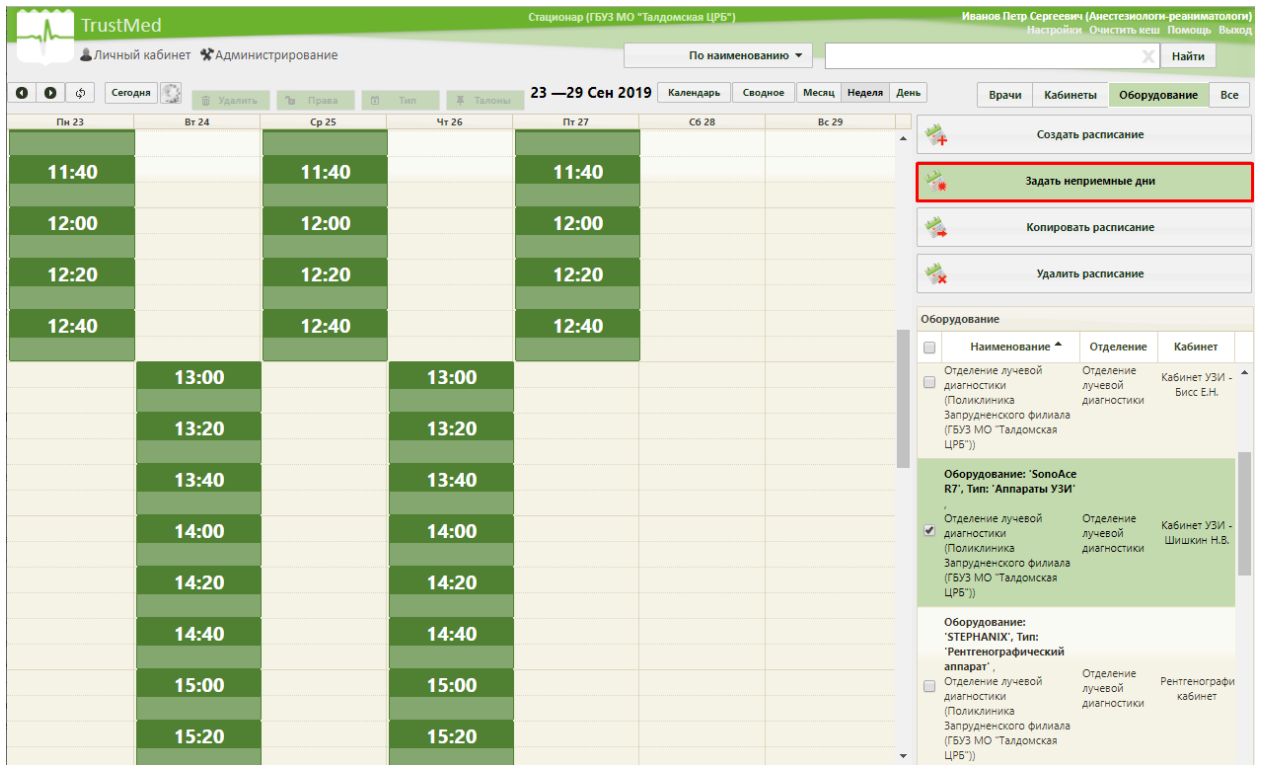 TrustMed
Стационар (ГБУЗ МО "Талдомская ЦРБ")
Иванов Петр Сергеевич (Анестезиологи-реаниматологи)
Настройки Очистить кеш Помощь Выход
Личный кабинет Администрирование
По наименованию
Найти
Сегодня
Удалить
Права
Тип
Талоны
23 —29 Сен 2019
Календарь
Сводное
Месяц
Неделя
День
Врачи
Кабинеты
Оборудование
Все
Пн 23 Вт 24 Ср 25 Чт 26 Пт 27 Сб 28 Вс 29
11:40 11:40 11:40
12:00 12:00 12:00
12:20 12:20 12:20
12:40 12:40 12:40
13:00 13:00
13:20 13:20
13:40 13:40
14:00 14:00
14:20 14:20
14:40 14:40
15:00 15:00
15:20 15:20
Создать расписание
Задать неприемные дни
Копировать расписание
Удалить расписание
Оборудование
Наименование Отделение Кабинет
Отделение лучевой
диагностики
(Поликлиника
Запрудненского филиала
(ГБУЗ МО "Талдомская
ЦРБ"))
Отделение
лучевой
диагностики
Кабинет УЗИ -
Бисс Е.Н.
Оборудование: 'SonoAce
R7', Тип: 'Аппараты УЗИ'
,
Отделение лучевой
диагностики
(Поликлиника
Запрудненского филиала
(ГБУЗ МО "Талдомская
ЦРБ"))
Отделение
лучевой
диагностики
Кабинет УЗИ -
Шишкин Н.В.
Оборудование:
'STEPHANIX', Тип:
'Рентгенографический
аппарат' ,
Отделение лучевой
диагностики
(Поликлиника
Запрудненского филиала
(ГБУЗ МО "Талдомская
ЦРБ"))
Отделение
лучевой
диагностики
Рентгенографи
кабинет